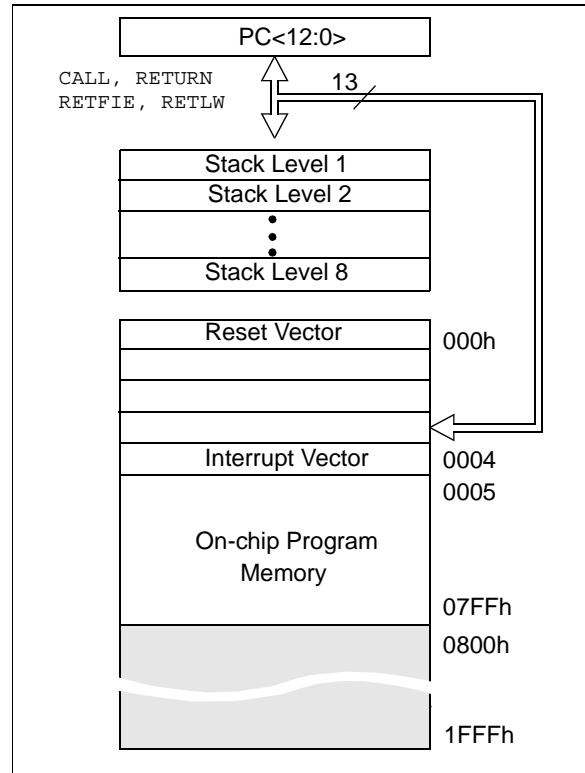 PC<12:0>
CALL, RETURN
RETFIE, RETLW
13
Stack Level 1
Stack Level 2
Stack Level 8
Reset Vector
000h
Interrupt Vector
0004
0005
On-chip Program
Memory
07FFh
0800h
1FFFh